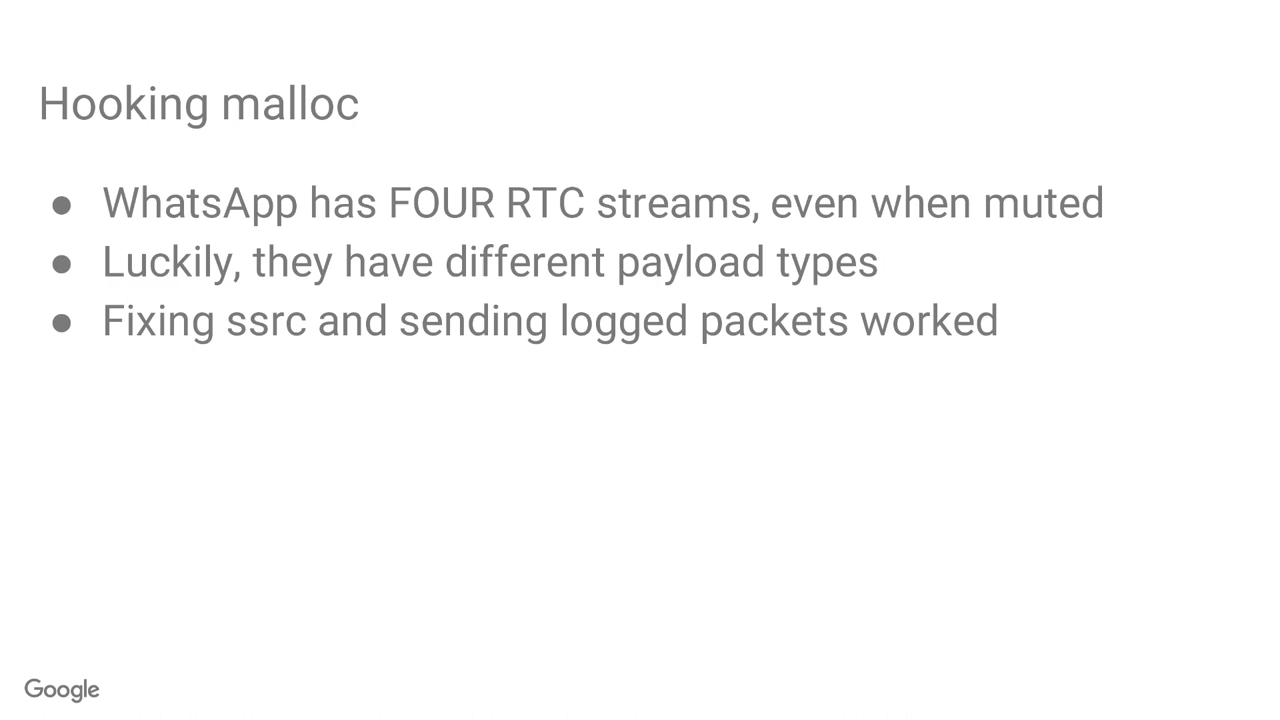 Hooking malloc
● WhatsApp has FOUR RTC streams, even when muted
● Luckily, they have different payload types
● Fixing ssrc and sending logged packets worked
Google